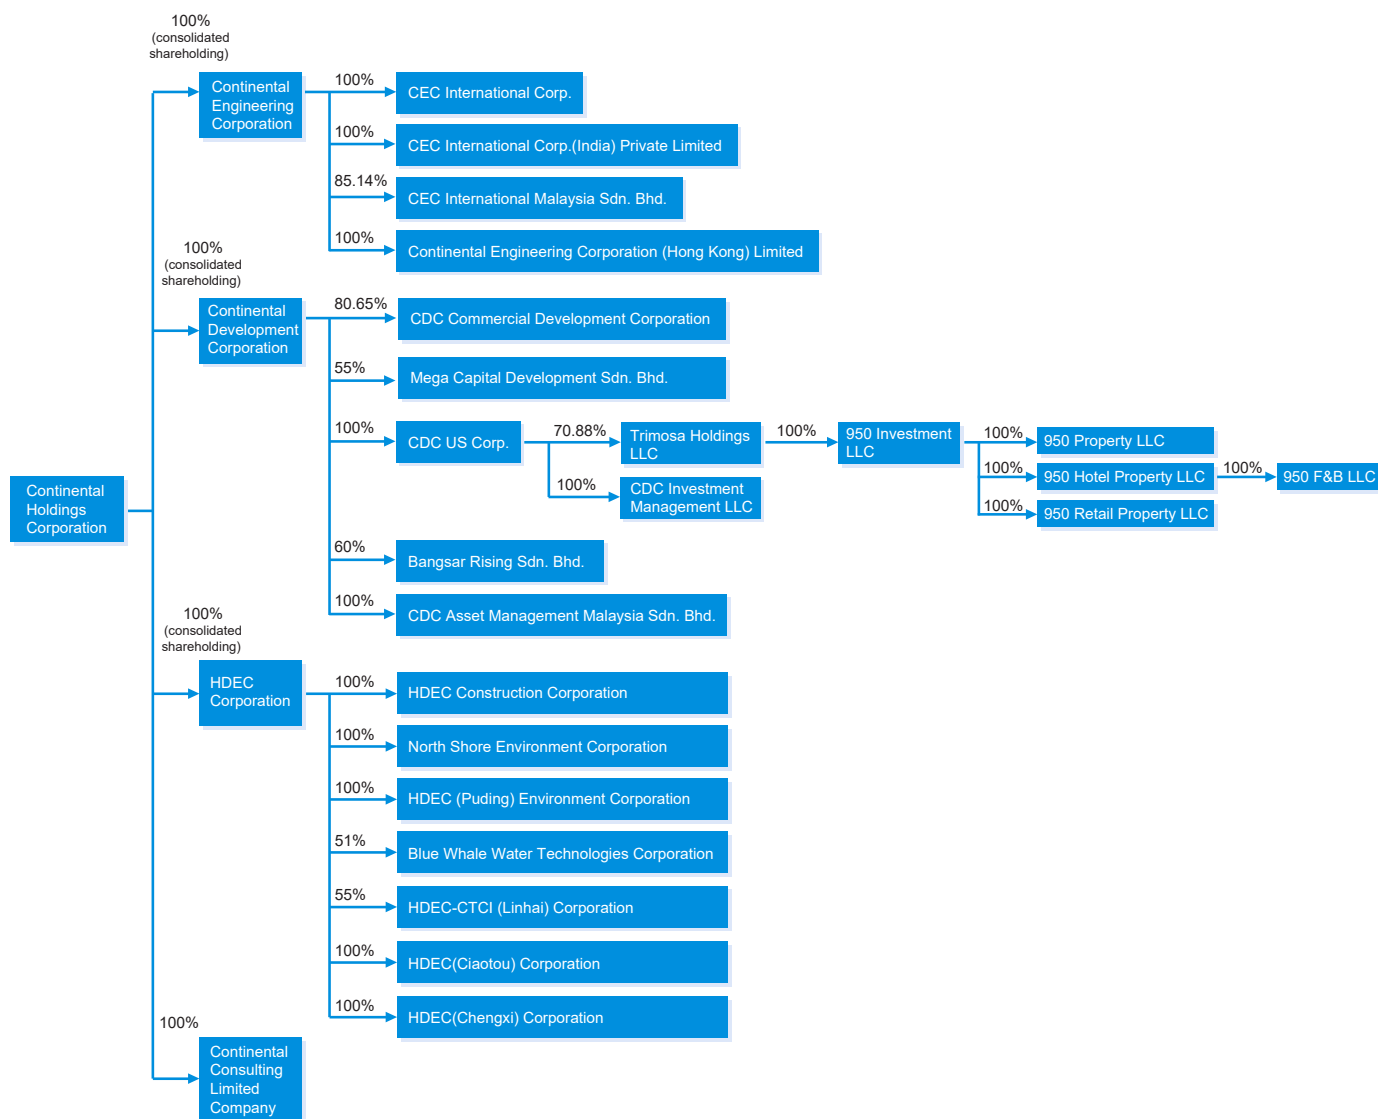 100%
(consolidated
shareholding)
Continental
Engineering
Corporation
100%
CEC International Corp.
100%
CEC International Corp.(India) Private Limited
85.14%
CEC International Malaysia Sdn. Bhd.
100%
Continental Engineering Corporation (Hong Kong) Limited
100%
(consolidated
shareholding)
Continental
Development
Corporation
80.65%
CDC Commercial Development Corporation
55%
Mega Capital Development Sdn. Bhd.
100%
CDC US Corp.
70.88%
Trimosa Holdings
LLC
100%
950 Investment
LLC
100%
950 Property LLC
100%
950 Hotel Property LLC
100%
950 F&B LLC
100%
950 Retail Property LLC
100%
CDC Investment
Management LLC
Continental
Holdings
Corporation
60%
Bangsar Rising Sdn. Bhd.
100%
CDC Asset Management Malaysia Sdn. Bhd.
100%
(consolidated
shareholding)
HDEC
Corporation
100%
HDEC Construction Corporation
100%
North Shore Environment Corporation
100%
HDEC (Puding) Environment Corporation
51%
Blue Whale Water Technologies Corporation
55%
HDEC-CTCI (Linhai) Corporation
100%
HDEC(Ciaotou) Corporation
100%
HDEC(Chengxi) Corporation
100%
Continental
Consulting
Limited
Company